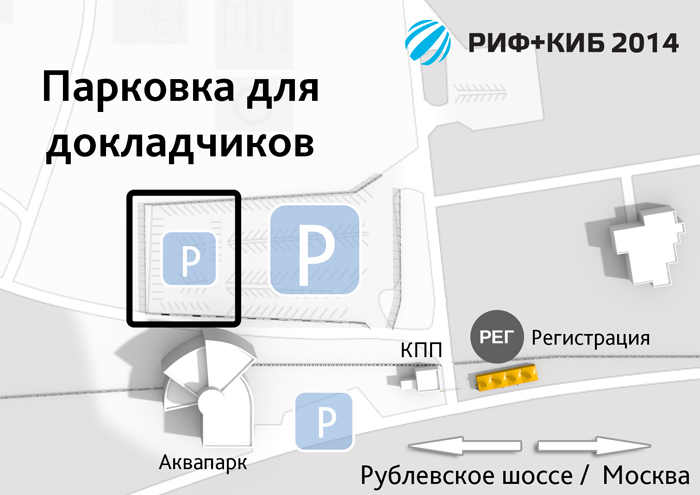 РИФ+КИБ 2014
Парковка для
докладчиков
P
P
РЕГ
Регистрация
КПП
P
Аквапарк
Рублевское шоссе / Москва